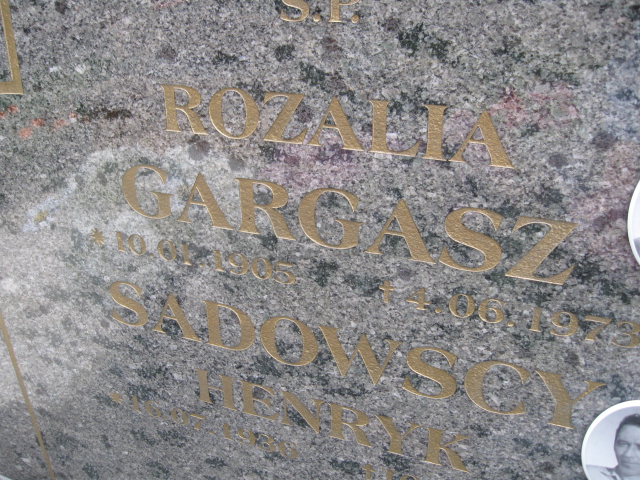 S.P.
ROZALIA
GARGASZ
*10.01.1905 +4.06.1973
SADOWSCY
HENRYK